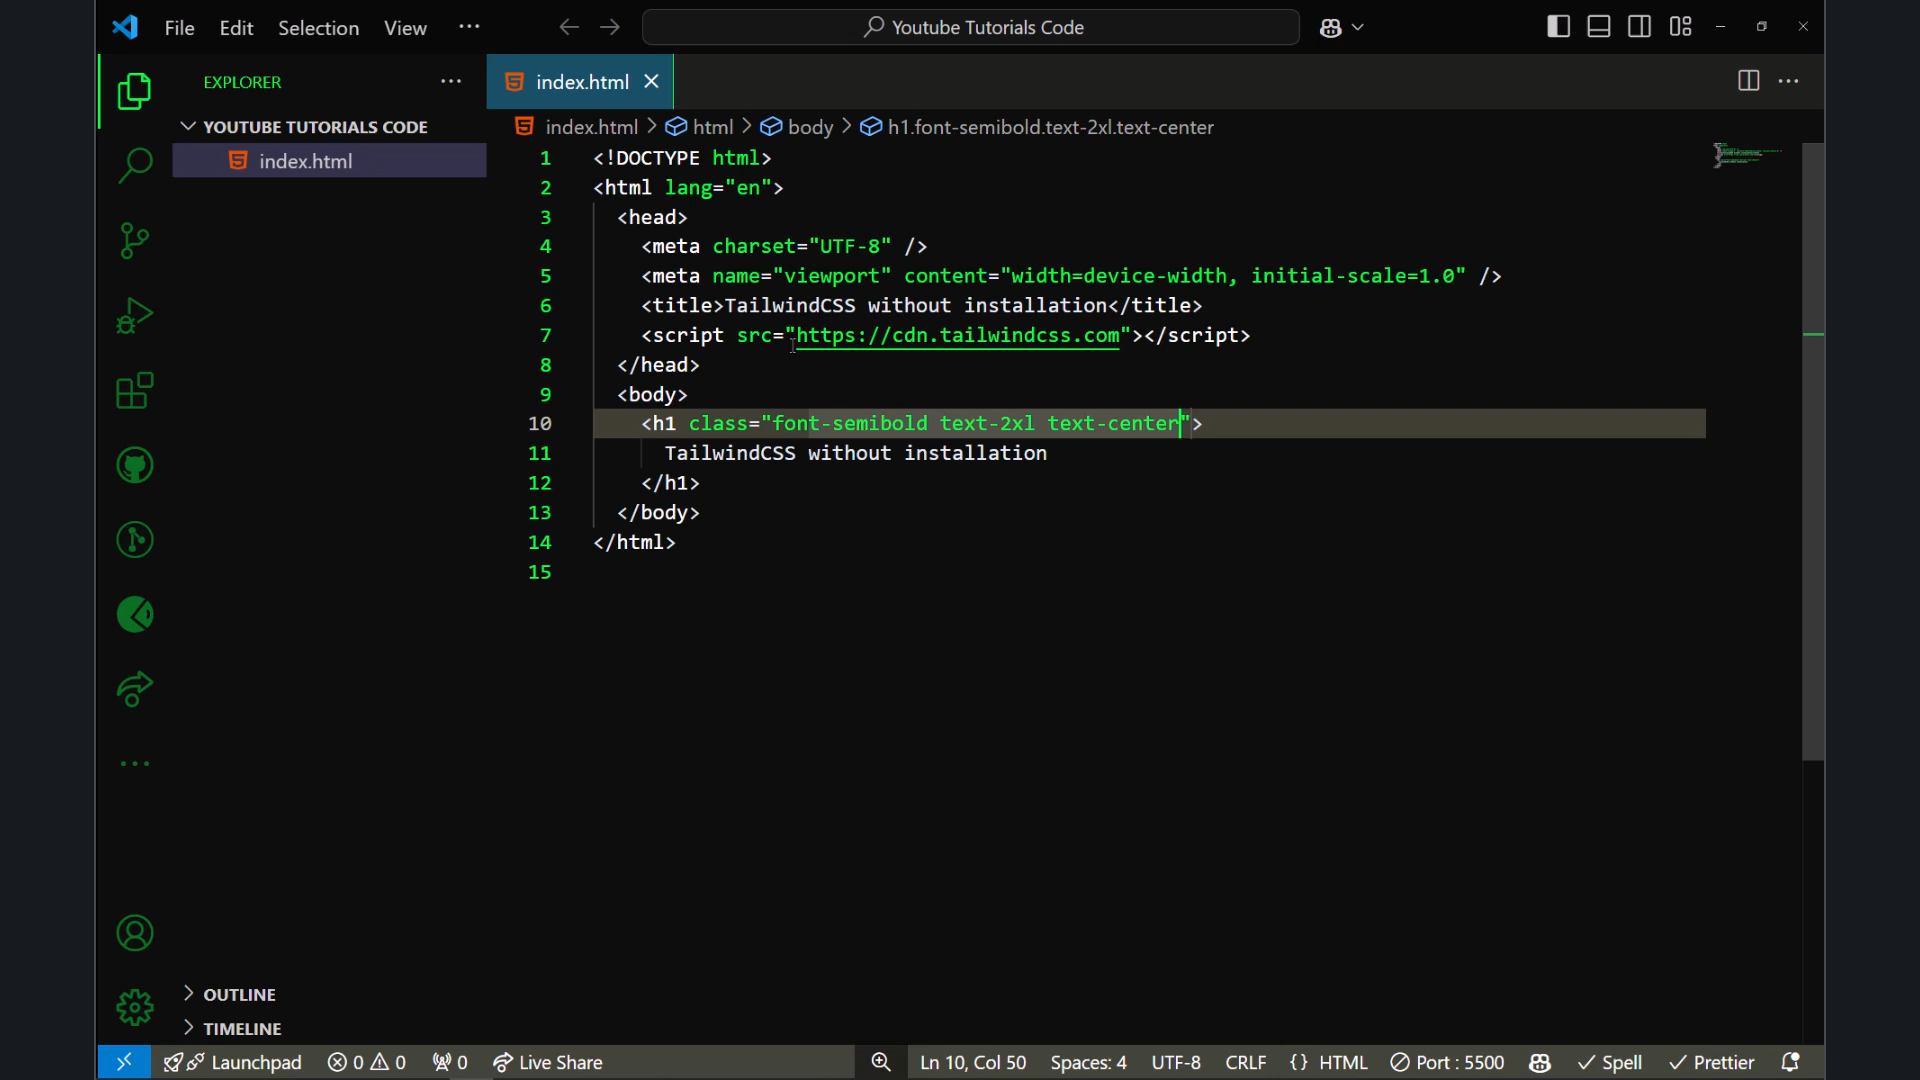 File Edit Selection View ··· Youtube Tutorials Code
EXPLORER ···
YOUTUBE TUTORIALS CODE
index.html
index.html
index.html > html > body > h1.font-semibold.text-2xl.text-center
1 <!DOCTYPE html>
2 <html lang="en">
3 <head>
4 <meta charset="UTF-8" />
5 <meta name="viewport" content="width=device-width, initial-scale=1.0" />
6 <title>TailwindCSS without installation</title>
7 <script src="https://cdn.tailwindcss.com"></script>
8 </head>
9 <body>
10 <h1 class="font-semibold text-2xl text-center">
11 TailwindCSS without installation
12 </h1>
13 </body>
14 </html>
15
OUTLINE
TIMELINE
Launchpad 0 0 0 Live Share Ln 10, Col 50 Spaces: 4 UTF-8 CRLF {} HTML Port : 5500 Spell Prettier